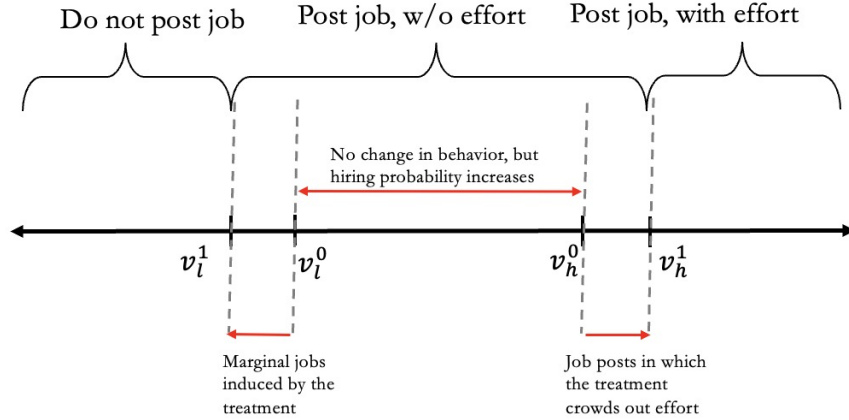 Do not post job
Post job, w/o effort
Post job, with effort
No change in behavior, but
hiring probability increases
v_l^1
v_l^0
v_h^0
v_h^1
Marginal jobs
induced by the
treatment
Job posts in which
the treatment
crowds out effort